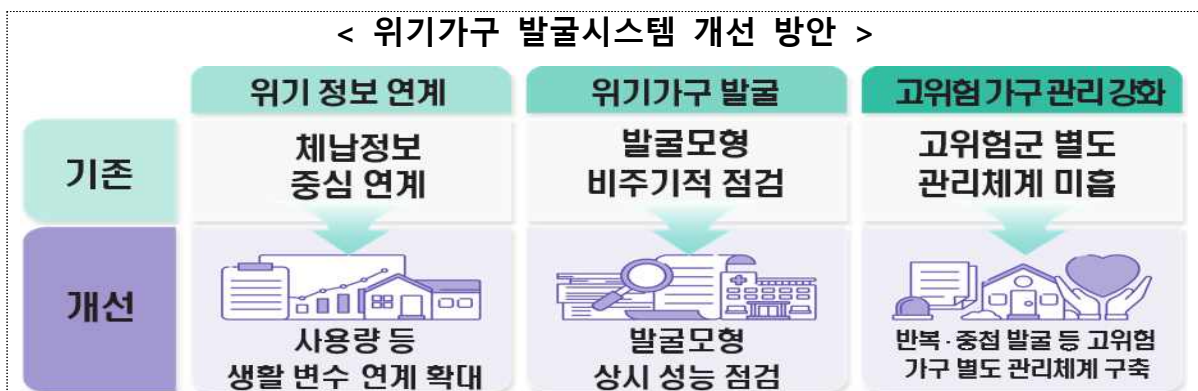 < 위기가구 발굴시스템 개선 방안 >
위기 정보 연계
위기가구 발굴
고위험 가구 관리 강화
기존
체납정보
중심 연계
발굴모형
비주기적 점검
고위험군 별도
관리체계 미흡
개선
사용량 등
생활 변수 연계 확대
발굴모형
상시 성능 점검
반복·중첩 발굴 등 고위험
가구 별도 관리체계 구축